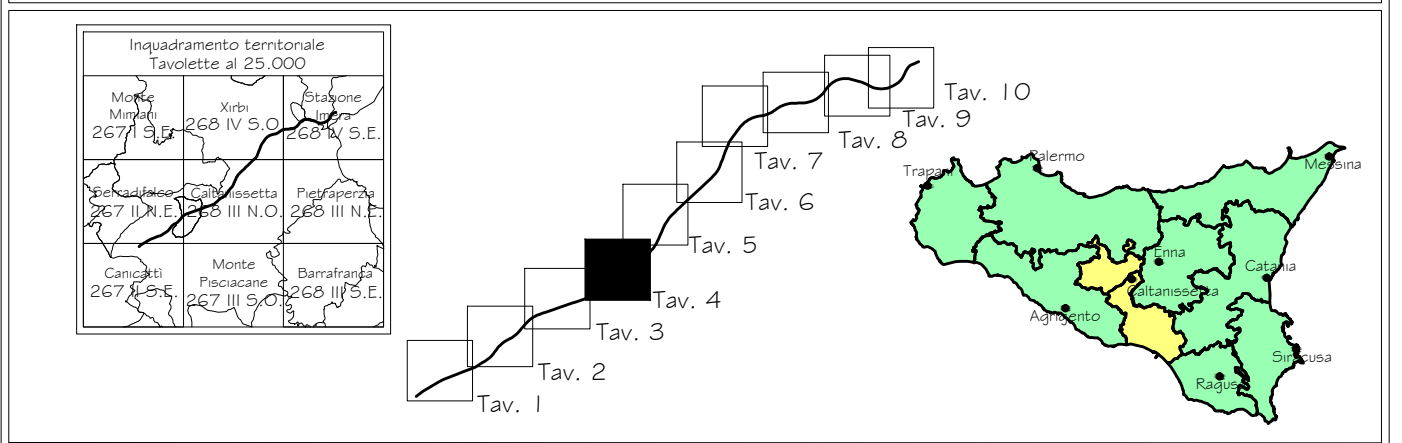 Inquadramento territoriale
Tavolette al 25.000
Monte
Mimiani
267 I S.E.
Xirbi
268 IV S.O.
Stazione
Imera
268 IV S.E.
Serradifalco
267 II N.E.
Caltanissetta
268 III N.O.
Pietraperzia
268 III N.E.
Canicattì
267 II S.E.
Monte
Pisciacane
267 III S.O.
Barrafranca
268 III S.E.
Tav. 1
Tav. 2
Tav. 3
Tav. 4
Tav. 5
Tav. 6
Tav. 7
Tav. 8
Tav. 9
Tav. 10
Trapani
Palermo
Messina
Enna
Catania
Caltanissetta
Agrigento
Siracusa
Ragusa